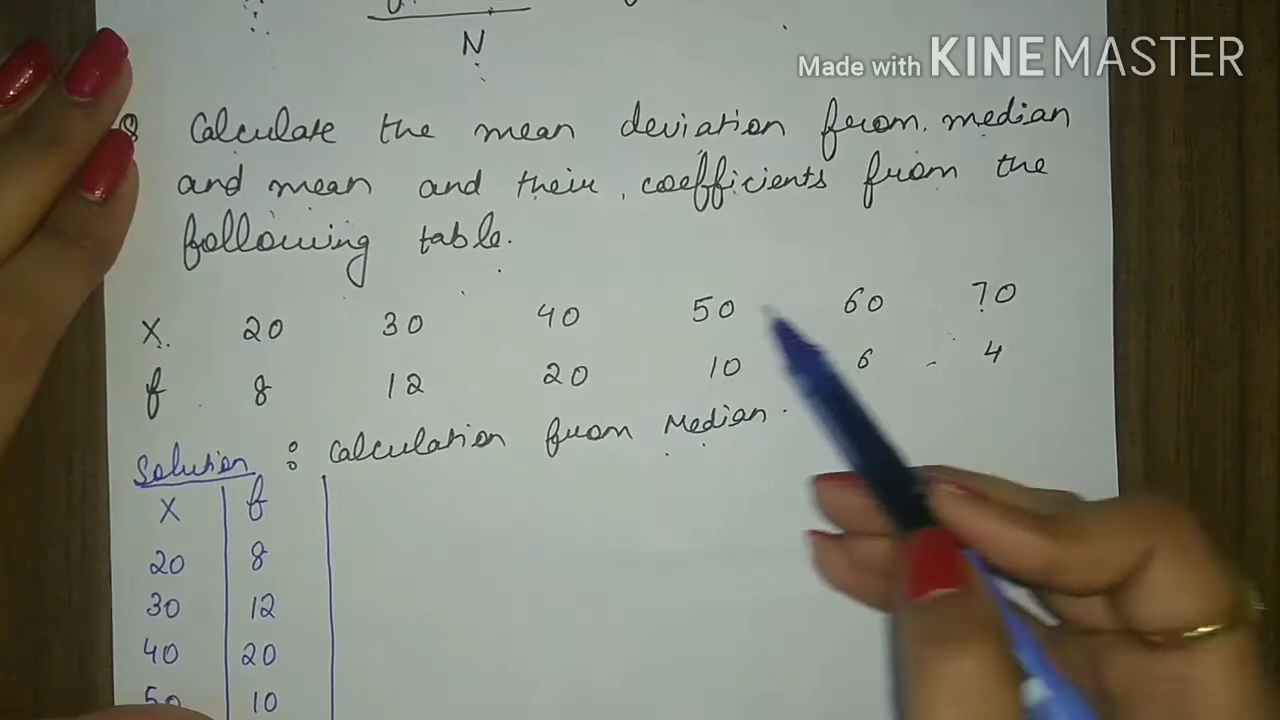 N
Made with KINEMASTER
Q Calculate the mean deviation from median
and mean and their coefficients from the
following table.
X 20 30 40 50 60 70
f 8 12 20 10 6 4
Solution : Calculation from Median.
X f
20 8
30 12
40 20
50 10